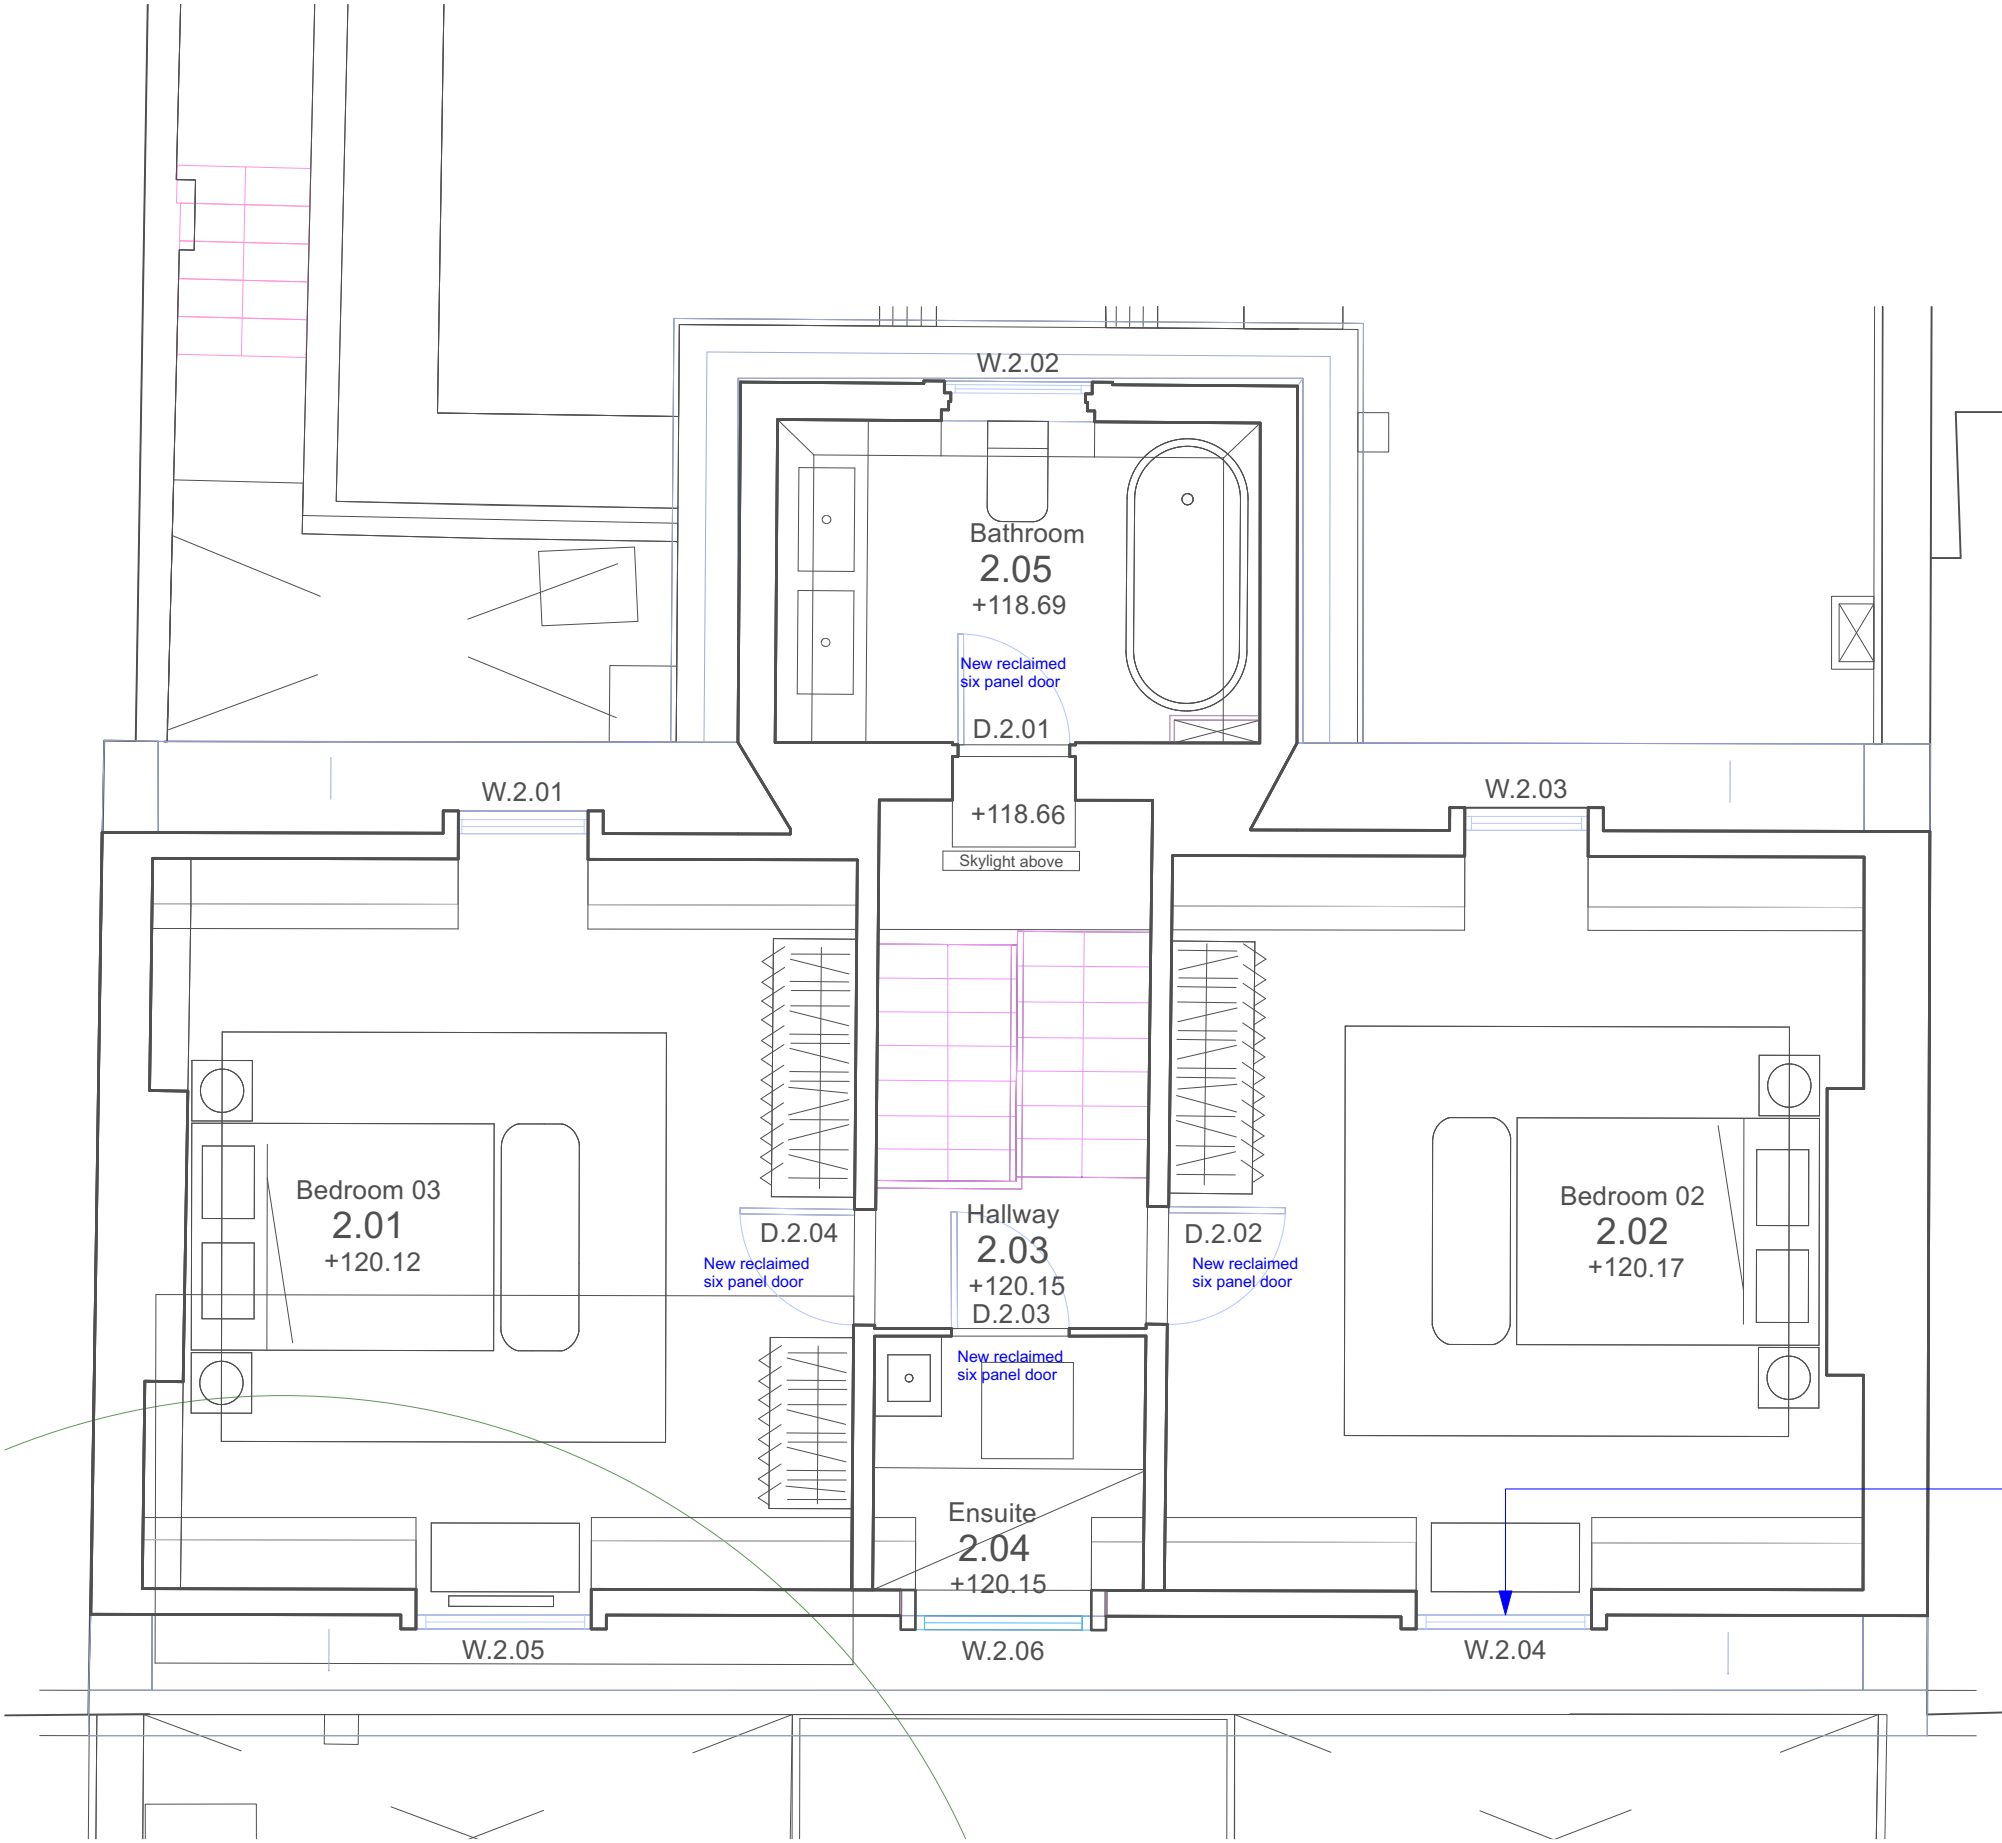 W.2.02
Bathroom
2.05
+118.69
New reclaimed
six panel door
D.2.01
W.2.01
W.2.03
+118.66
Skylight above
Bedroom 03
2.01
+120.12
D.2.04
New reclaimed
six panel door
Hallway
2.03
+120.15
D.2.03
D.2.02
New reclaimed
six panel door
Bedroom 02
2.02
+120.17
New reclaimed
six panel door
Ensuite
2.04
+120.15
W.2.05
W.2.06
W.2.04